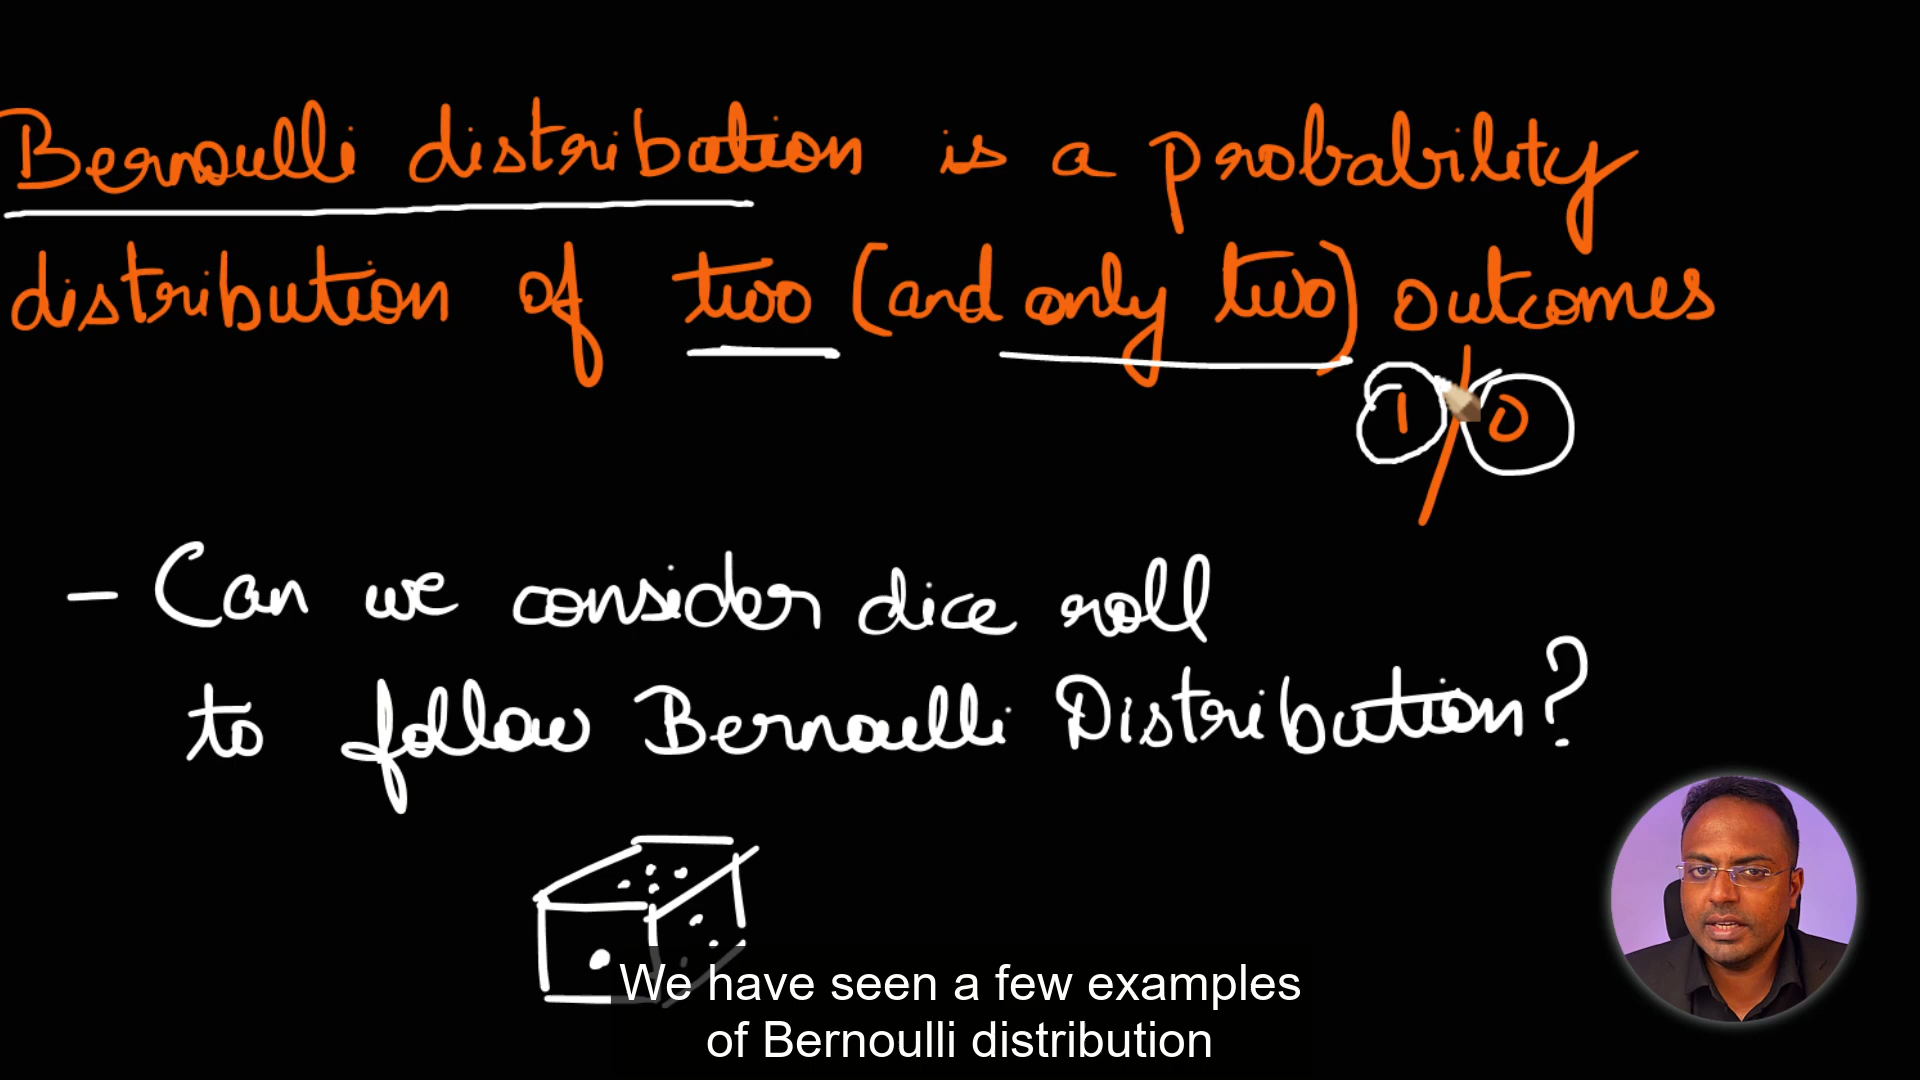 Bernoulli distribution is a probability
distribution of two (and only two) outcomes
1 / 0
- Can we consider dice roll
to follow Bernoulli Distribution?
We have seen a few examples
of Bernoulli distribution